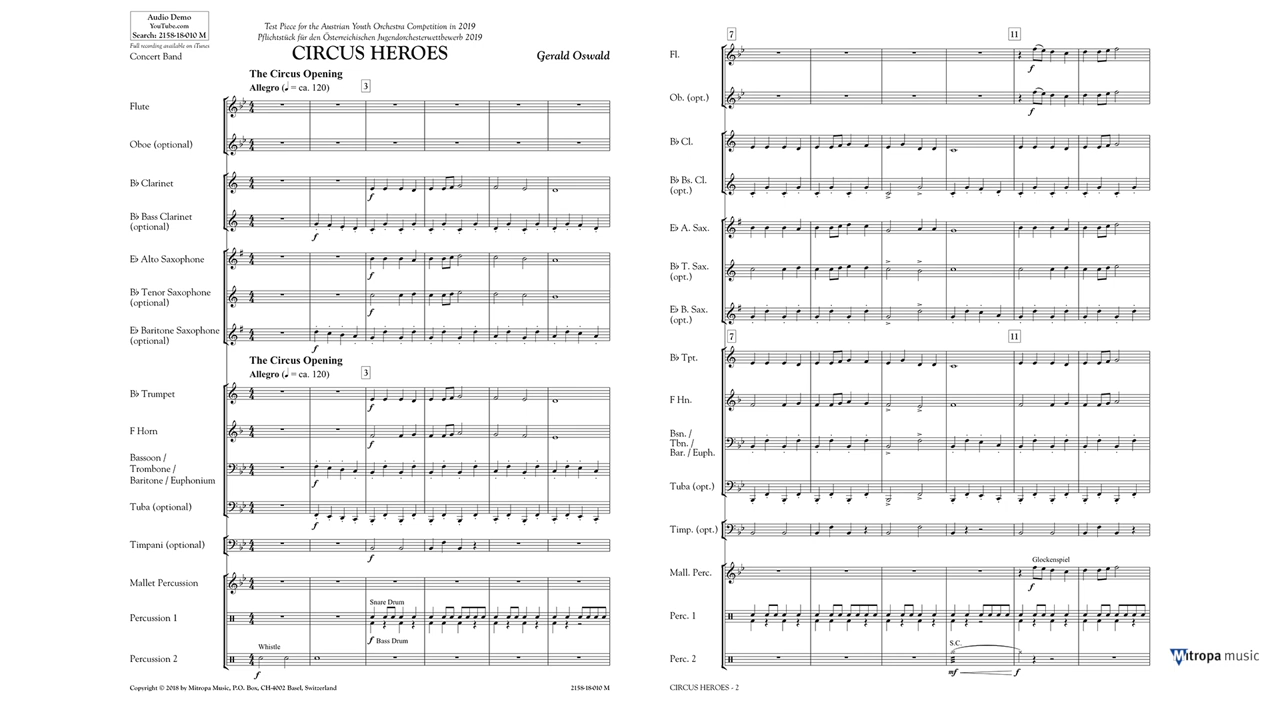 Audio Demo
YouTube.com
Search: 2158-18-010 M
Full recording available on iTunes
Concert Band
Test Piece for the Austrian Youth Orchestra Competition in 2019
Pflichtstück für den Österreichischen Jugendorchesterwettbewerb 2019
CIRCUS HEROES
Gerald Oswald
The Circus Opening
Allegro (♩ = ca. 120)
3
Flute
Oboe (optional)
B♭ Clarinet
f
B♭ Bass Clarinet
(optional)
f
E♭ Alto Saxophone
f
B♭ Tenor Saxophone
(optional)
f
E♭ Baritone Saxophone
(optional)
f
The Circus Opening
Allegro (♩ = ca. 120)
3
B♭ Trumpet
f
F Horn
f
Bassoon /
Trombone /
Baritone / Euphonium
f
Tuba (optional)
f
Timpani (optional)
f
Mallet Percussion
Snare Drum
Percussion 1
f Bass Drum
Whistle
Percussion 2
f
Copyright © 2018 by Mitropa Music, P.O. Box, CH-4002 Basel, Switzerland
2158-18-010 M
7
11
Fl.
f
Ob. (opt.)
f
B♭ Cl.
B♭ Bs. Cl.
(opt.)
E♭ A. Sax.
B♭ T. Sax.
(opt.)
E♭ B. Sax.
(opt.)
7
11
B♭ Tpt.
F Hn.
Bsn. /
Tbn. /
Bar. / Euph.
Tuba (opt.)
Timp. (opt.)
Glockenspiel
Mall. Perc.
f
Perc. 1
S.C.
Perc. 2
mf f
CIRCUS HEROES - 2
Mitropa music